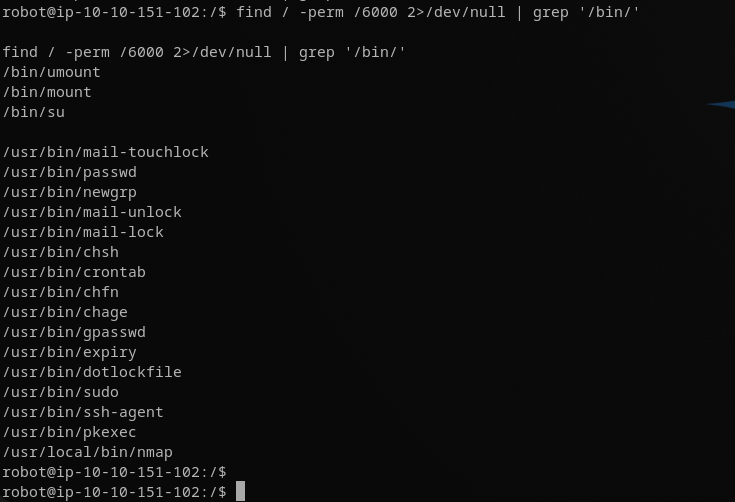 robot@ip-10-10-151-102:/$ find / -perm /6000 2>/dev/null | grep '/bin/'
find / -perm /6000 2>/dev/null | grep '/bin/'
/bin/umount
/bin/mount
/bin/su
/usr/bin/mail-touchlock
/usr/bin/passwd
/usr/bin/newgrp
/usr/bin/mail-unlock
/usr/bin/mail-lock
/usr/bin/chsh
/usr/bin/crontab
/usr/bin/chfn
/usr/bin/chage
/usr/bin/gpasswd
/usr/bin/expiry
/usr/bin/dotlockfile
/usr/bin/sudo
/usr/bin/ssh-agent
/usr/bin/pkexec
/usr/local/bin/nmap
robot@ip-10-10-151-102:/$
robot@ip-10-10-151-102:/$